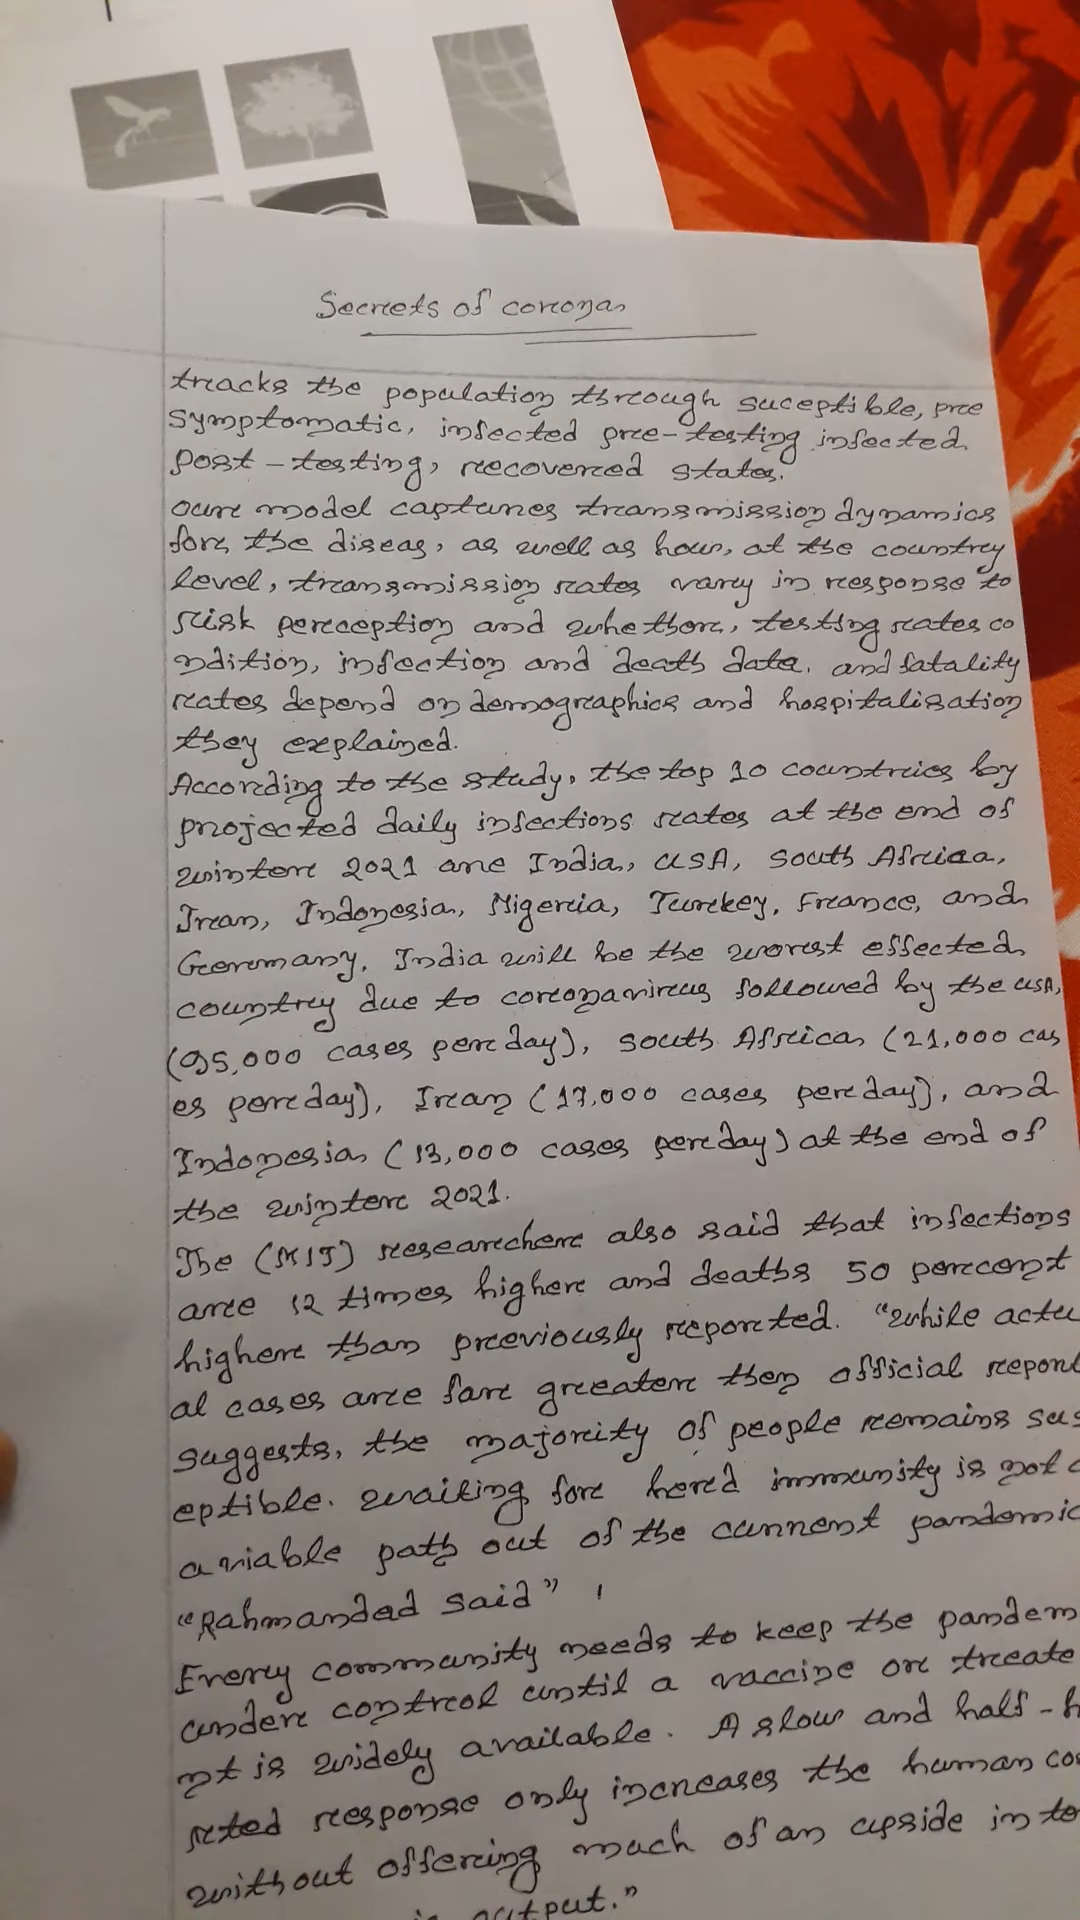 Secrets of corona
tracks the population through suceptible, pre
symptomatic, infected pre-testing infected
post-testing, recovered states.
our model captures transmission dynamics
for the diseas, as well as how, at the country
level, transmission rates vary in response to
risk perception and whether, testing rates co
ndition, infection and death data. and fatality
rates depend on demographics and hospitalisation
they explained.
According to the study, the top 10 countries by
projected daily infections rates at the end of
winter 2021 are India, USA, South Africa,
Iran, Indonesia, Nigeria, Turkey, France, and
Germany. India will be the worst effected
country due to coronavirus followed by the USA,
(95,000 cases per day), South Africa (21,000 cas
es per day), Iran (17,000 cases per day), and
Indonesia (13,000 cases per day) at the end of
the winter 2021.
The (MIT) researcher also said that infections
are 12 times higher and deaths 50 percent
higher than previously reported. "while actu
al cases are far greater then official report
suggests, the majority of people remains sus
eptible. waiting for herd immunity is not
a viable path out of the current pandemic
"Rahmandad said"
Every community needs to keep the pandem
under control until a vaccine or treate
nt is widely available. A slow and half-h
rted response only increases the human co
without offering much of an upside in
output."